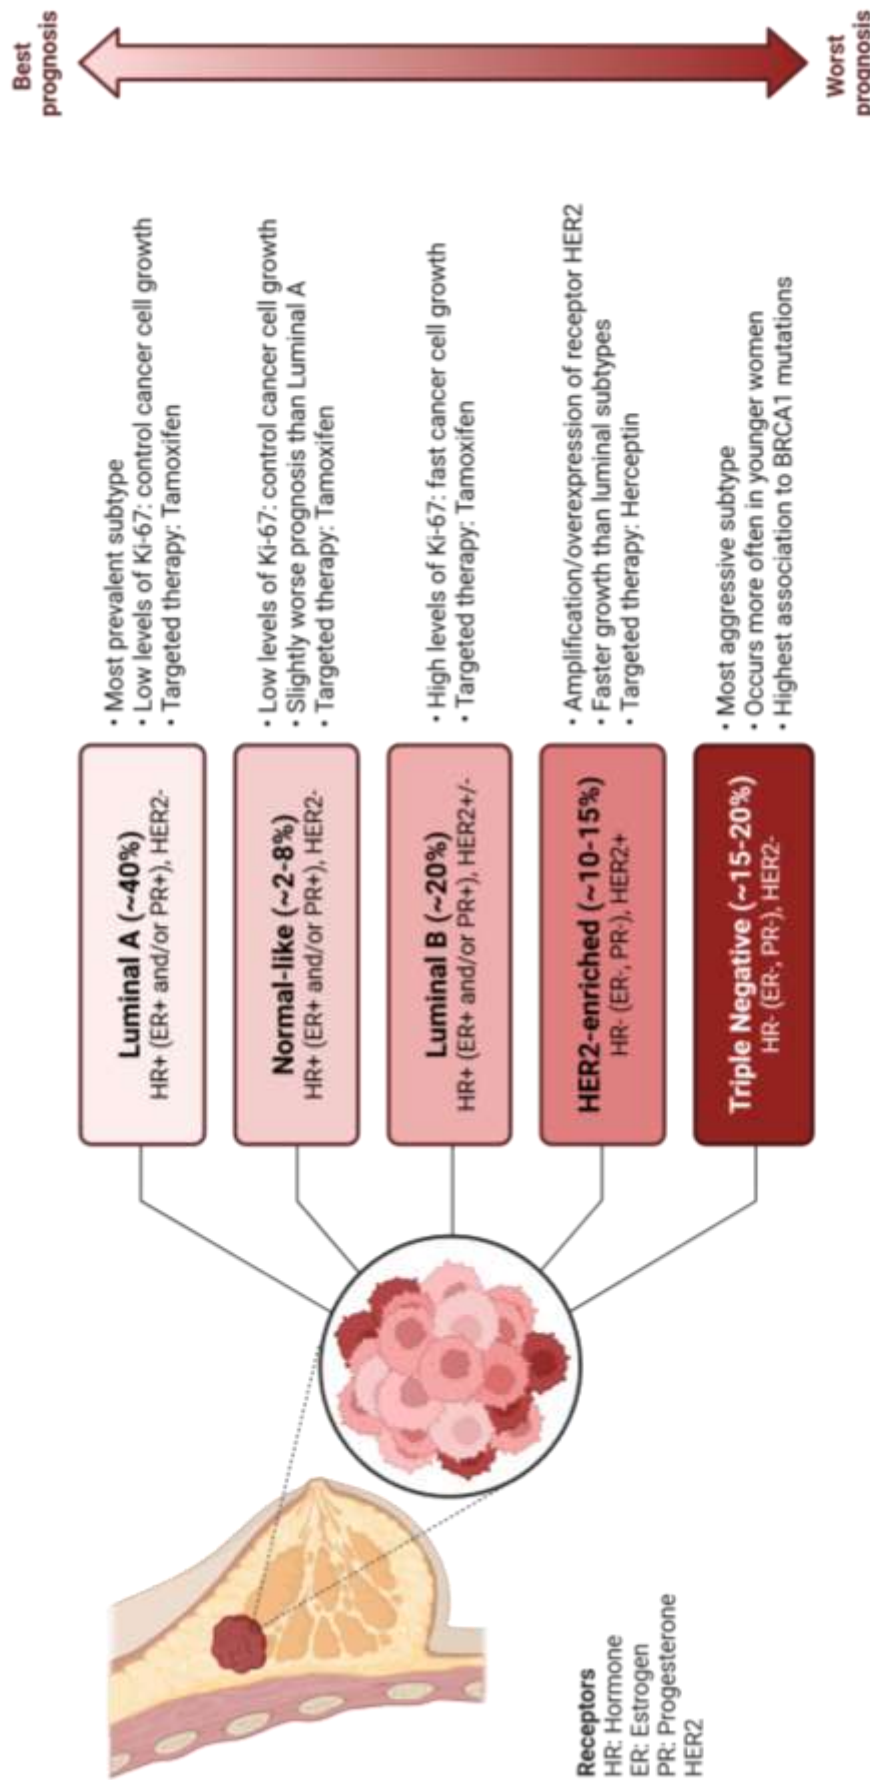 Best
prognosis
Luminal A (~40%)
HR+ (ER+ and/or PR+), HER2-
• Most prevalent subtype
• Low levels of Ki-67: control cancer cell growth
• Targeted therapy: Tamoxifen
Normal-like (~2-8%)
HR+ (ER+ and/or PR+), HER2-
• Low levels of Ki-67: control cancer cell growth
• Slightly worse prognosis than Luminal A
• Targeted therapy: Tamoxifen
Luminal B (~20%)
HR+ (ER+ and/or PR+), HER2+/-
• High levels of Ki-67: fast cancer cell growth
• Targeted therapy: Tamoxifen
HER2-enriched (~10-15%)
HR- (ER-, PR-), HER2+
• Amplification/overexpression of receptor HER2
• Faster growth than luminal subtypes
• Targeted therapy: Herceptin
Triple Negative (~15-20%)
HR- (ER-, PR-), HER2-
• Most aggressive subtype
• Occurs more often in younger women
• Highest association to BRCA1 mutations
Worst
prognosis
Receptors
HR: Hormone
ER: Estrogen
PR: Progesterone
HER2